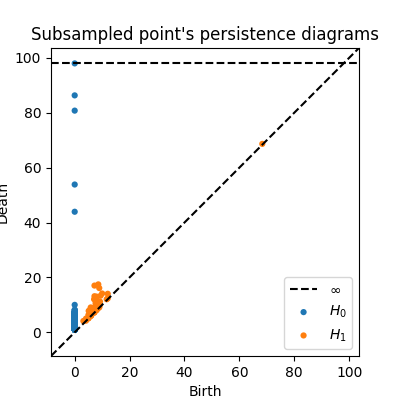 Subsampled point's persistence diagrams
100
80
60
40
20
0
Death
0 20 40 60 80 100
Birth
∞
H₀
H₁